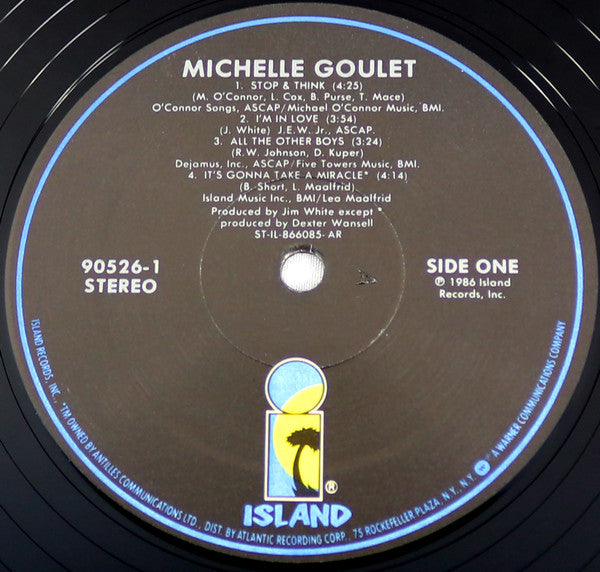 MICHELLE GOULET
1. STOP & THINK (4:25)
(M. O'CONNOR, L. COX, B. PURSE, T. MACE)
O'Connor Songs, ASCAP/Michael O'Connor Music, BMI.
2. I'M IN LOVE (3:54)
(J. White) J.E.W. Jr., ASCAP.
3. ALL THE OTHER BOYS (3:24)
(R.W. Johnson, D. Kuper)
Dejamus, Inc., ASCAP/Five Towers Music, BMI.
4. IT'S GONNA TAKE A MIRACLE* (4:14)
(B. Short, L. Maalfrid)
Island Music Inc., BMI/Lea Maalfrid
Produced by Jim White except *
produced by Dexter Wansell
ST-IL-866085-AR
90526-1
STEREO
SIDE ONE
℗ 1986 Island
Records, Inc.
®
ISLAND
ISLAND RECORDS, INC., *TM OWNED BY ANTILLES COMMUNICATIONS LTD., DIST. BY ATLANTIC RECORDING CORP., 75 ROCKEFELLER PLAZA, N.Y., N.Y. A WARNER COMMUNICATIONS COMPANY